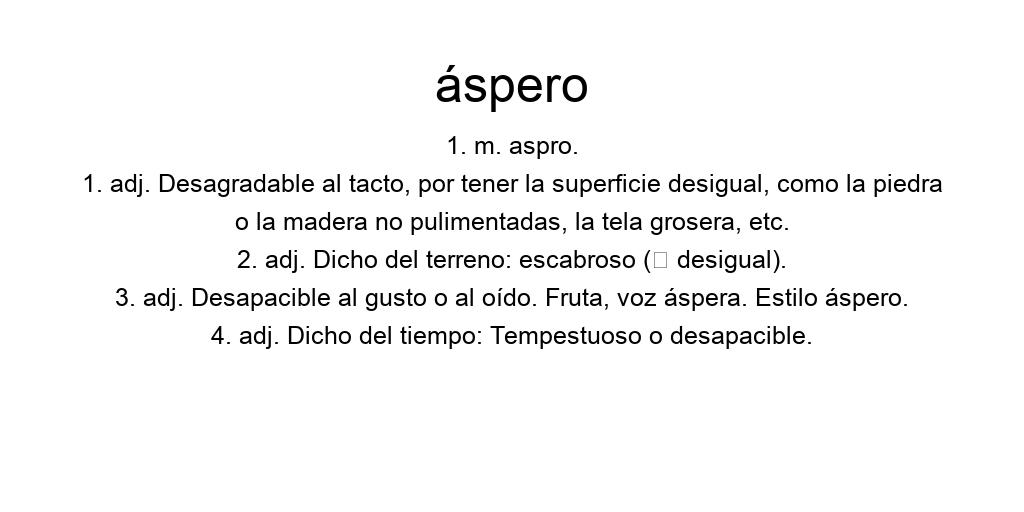 áspero
1. m. aspro.
1. adj. Desagradable al tacto, por tener la superficie desigual, como la piedra
o la madera no pulimentadas, la tela grosera, etc.
2. adj. Dicho del terreno: escabroso (□ desigual).
3. adj. Desapacible al gusto o al oído. Fruta, voz áspera. Estilo áspero.
4. adj. Dicho del tiempo: Tempestuoso o desapacible.